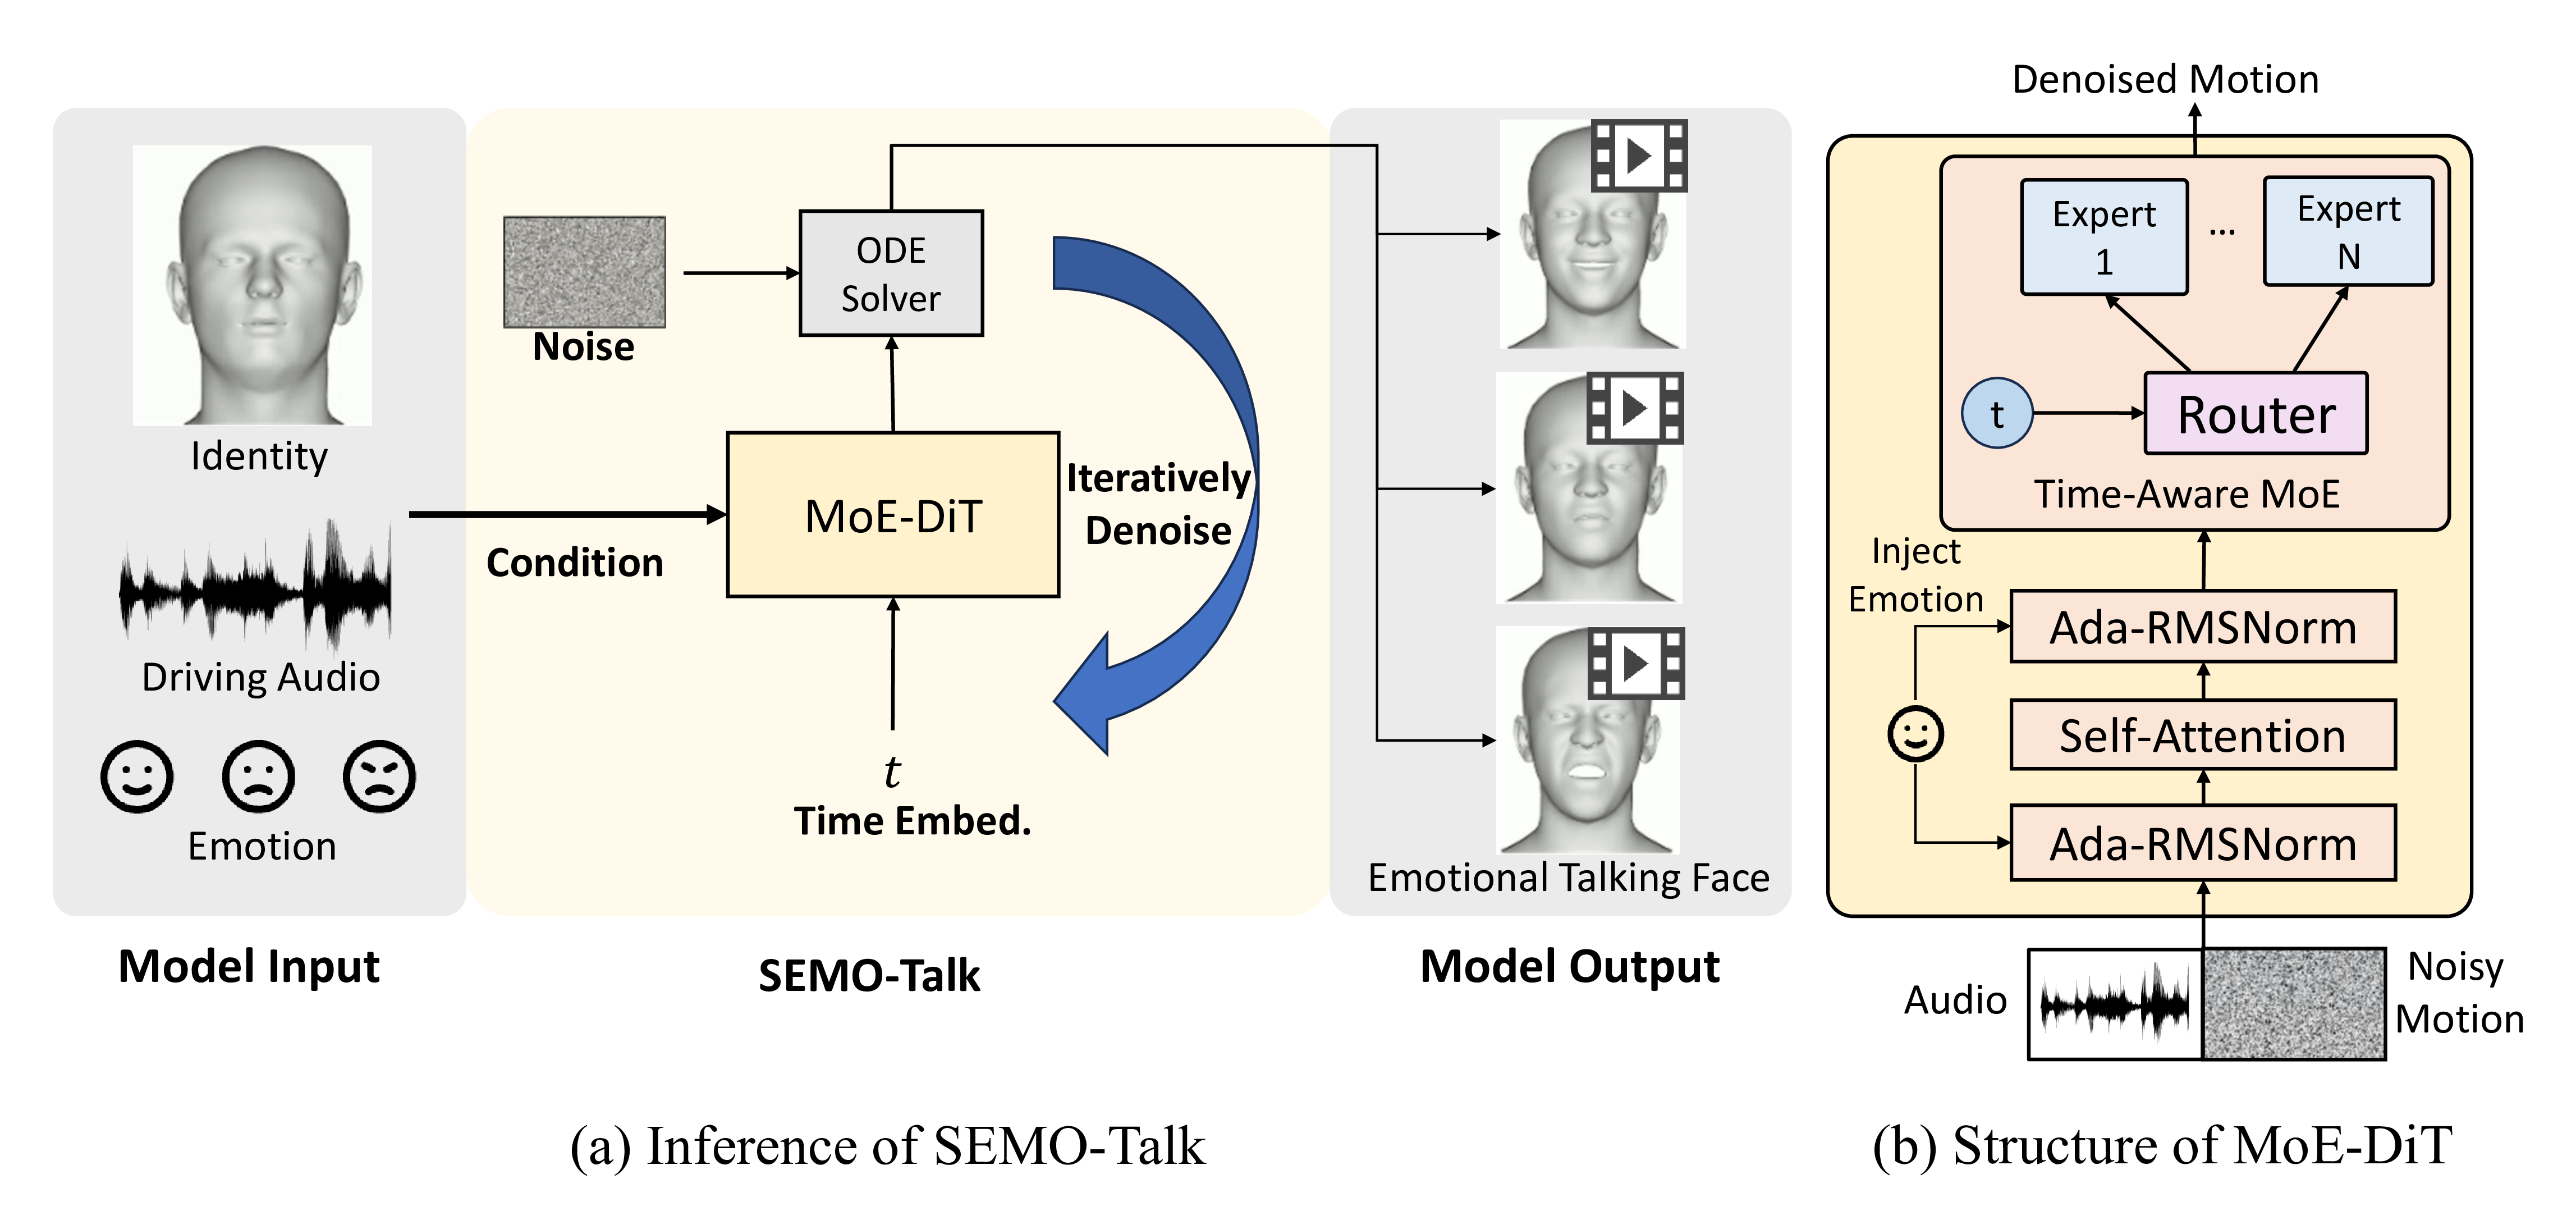 Identity
Driving Audio
Emotion
Model Input
Noise
ODE
Solver
MoE-DiT
Condition
Iteratively
Denoise
t
Time Embed.
SEMO-Talk
Emotional Talking Face
Model Output
(a) Inference of SEMO-Talk
Denoised Motion
Expert
1
...
Expert
N
t
Router
Time-Aware MoE
Inject
Emotion
Ada-RMSNorm
Self-Attention
Ada-RMSNorm
Audio
Noisy
Motion
(b) Structure of MoE-DiT